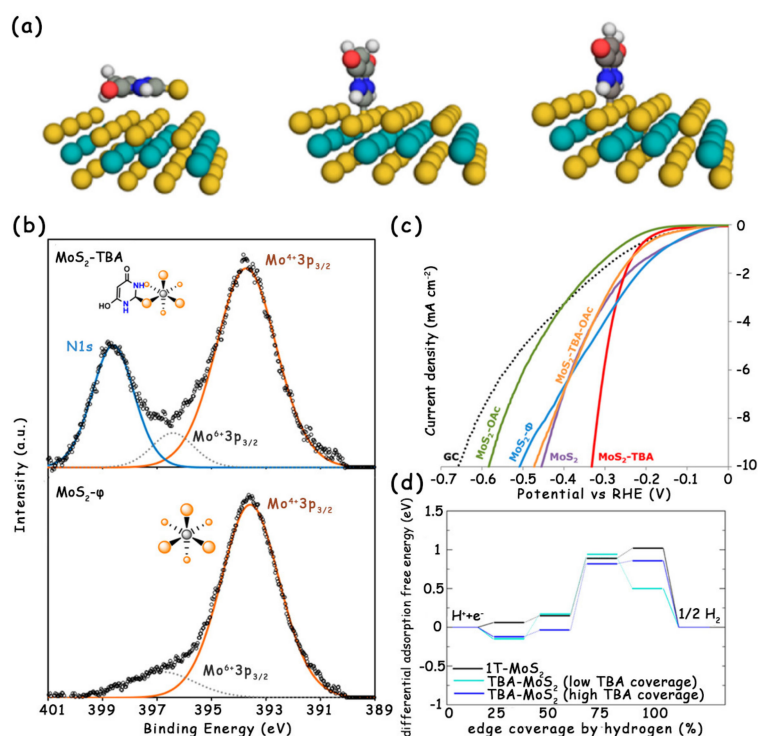 (a)
(b)
MoS₂-TBA
Mo⁴⁺3p₃/₂
O
NH
HO
N
H
N1s
Mo⁶⁺3p₃/₂
MoS₂-φ
Mo⁴⁺3p₃/₂
Mo⁶⁺3p₃/₂
Intensity (a.u.)
401 399 397 395 393 391 389
Binding Energy (eV)
(c)
0
-2
-4
-6
-8
-10
Current density (mA cm⁻²)
GC
MoS₂-OAc
MoS₂-Φ
MoS₂-TBA-OAc
MoS₂
MoS₂-TBA
-0.7 -0.6 -0.5 -0.4 -0.3 -0.2 -0.1 0
Potential vs RHE (V)
(d)
differential adsorption free energy (eV)
1.5
1
0.5
0
-0.5
-1
H⁺+e⁻
1/2 H₂
1T-MoS₂
TBA-MoS₂ (low TBA coverage)
TBA-MoS₂ (high TBA coverage)
0 25 50 75 100
edge coverage by hydrogen (%)